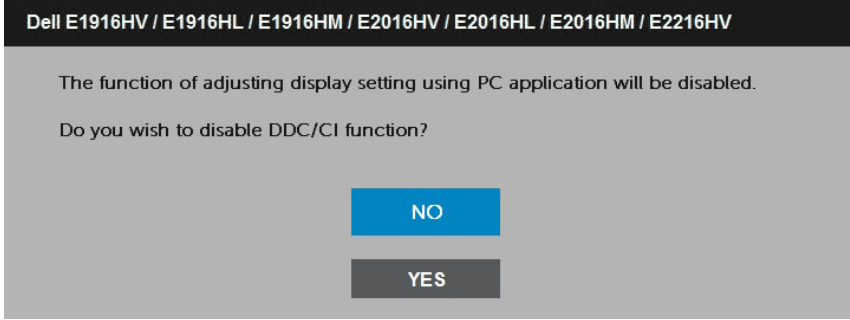 Dell E1916HV / E1916HL / E1916HM / E2016HV / E2016HL / E2016HM / E2216HV
The function of adjusting display setting using PC application will be disabled.
Do you wish to disable DDC/CI function?
NO
YES